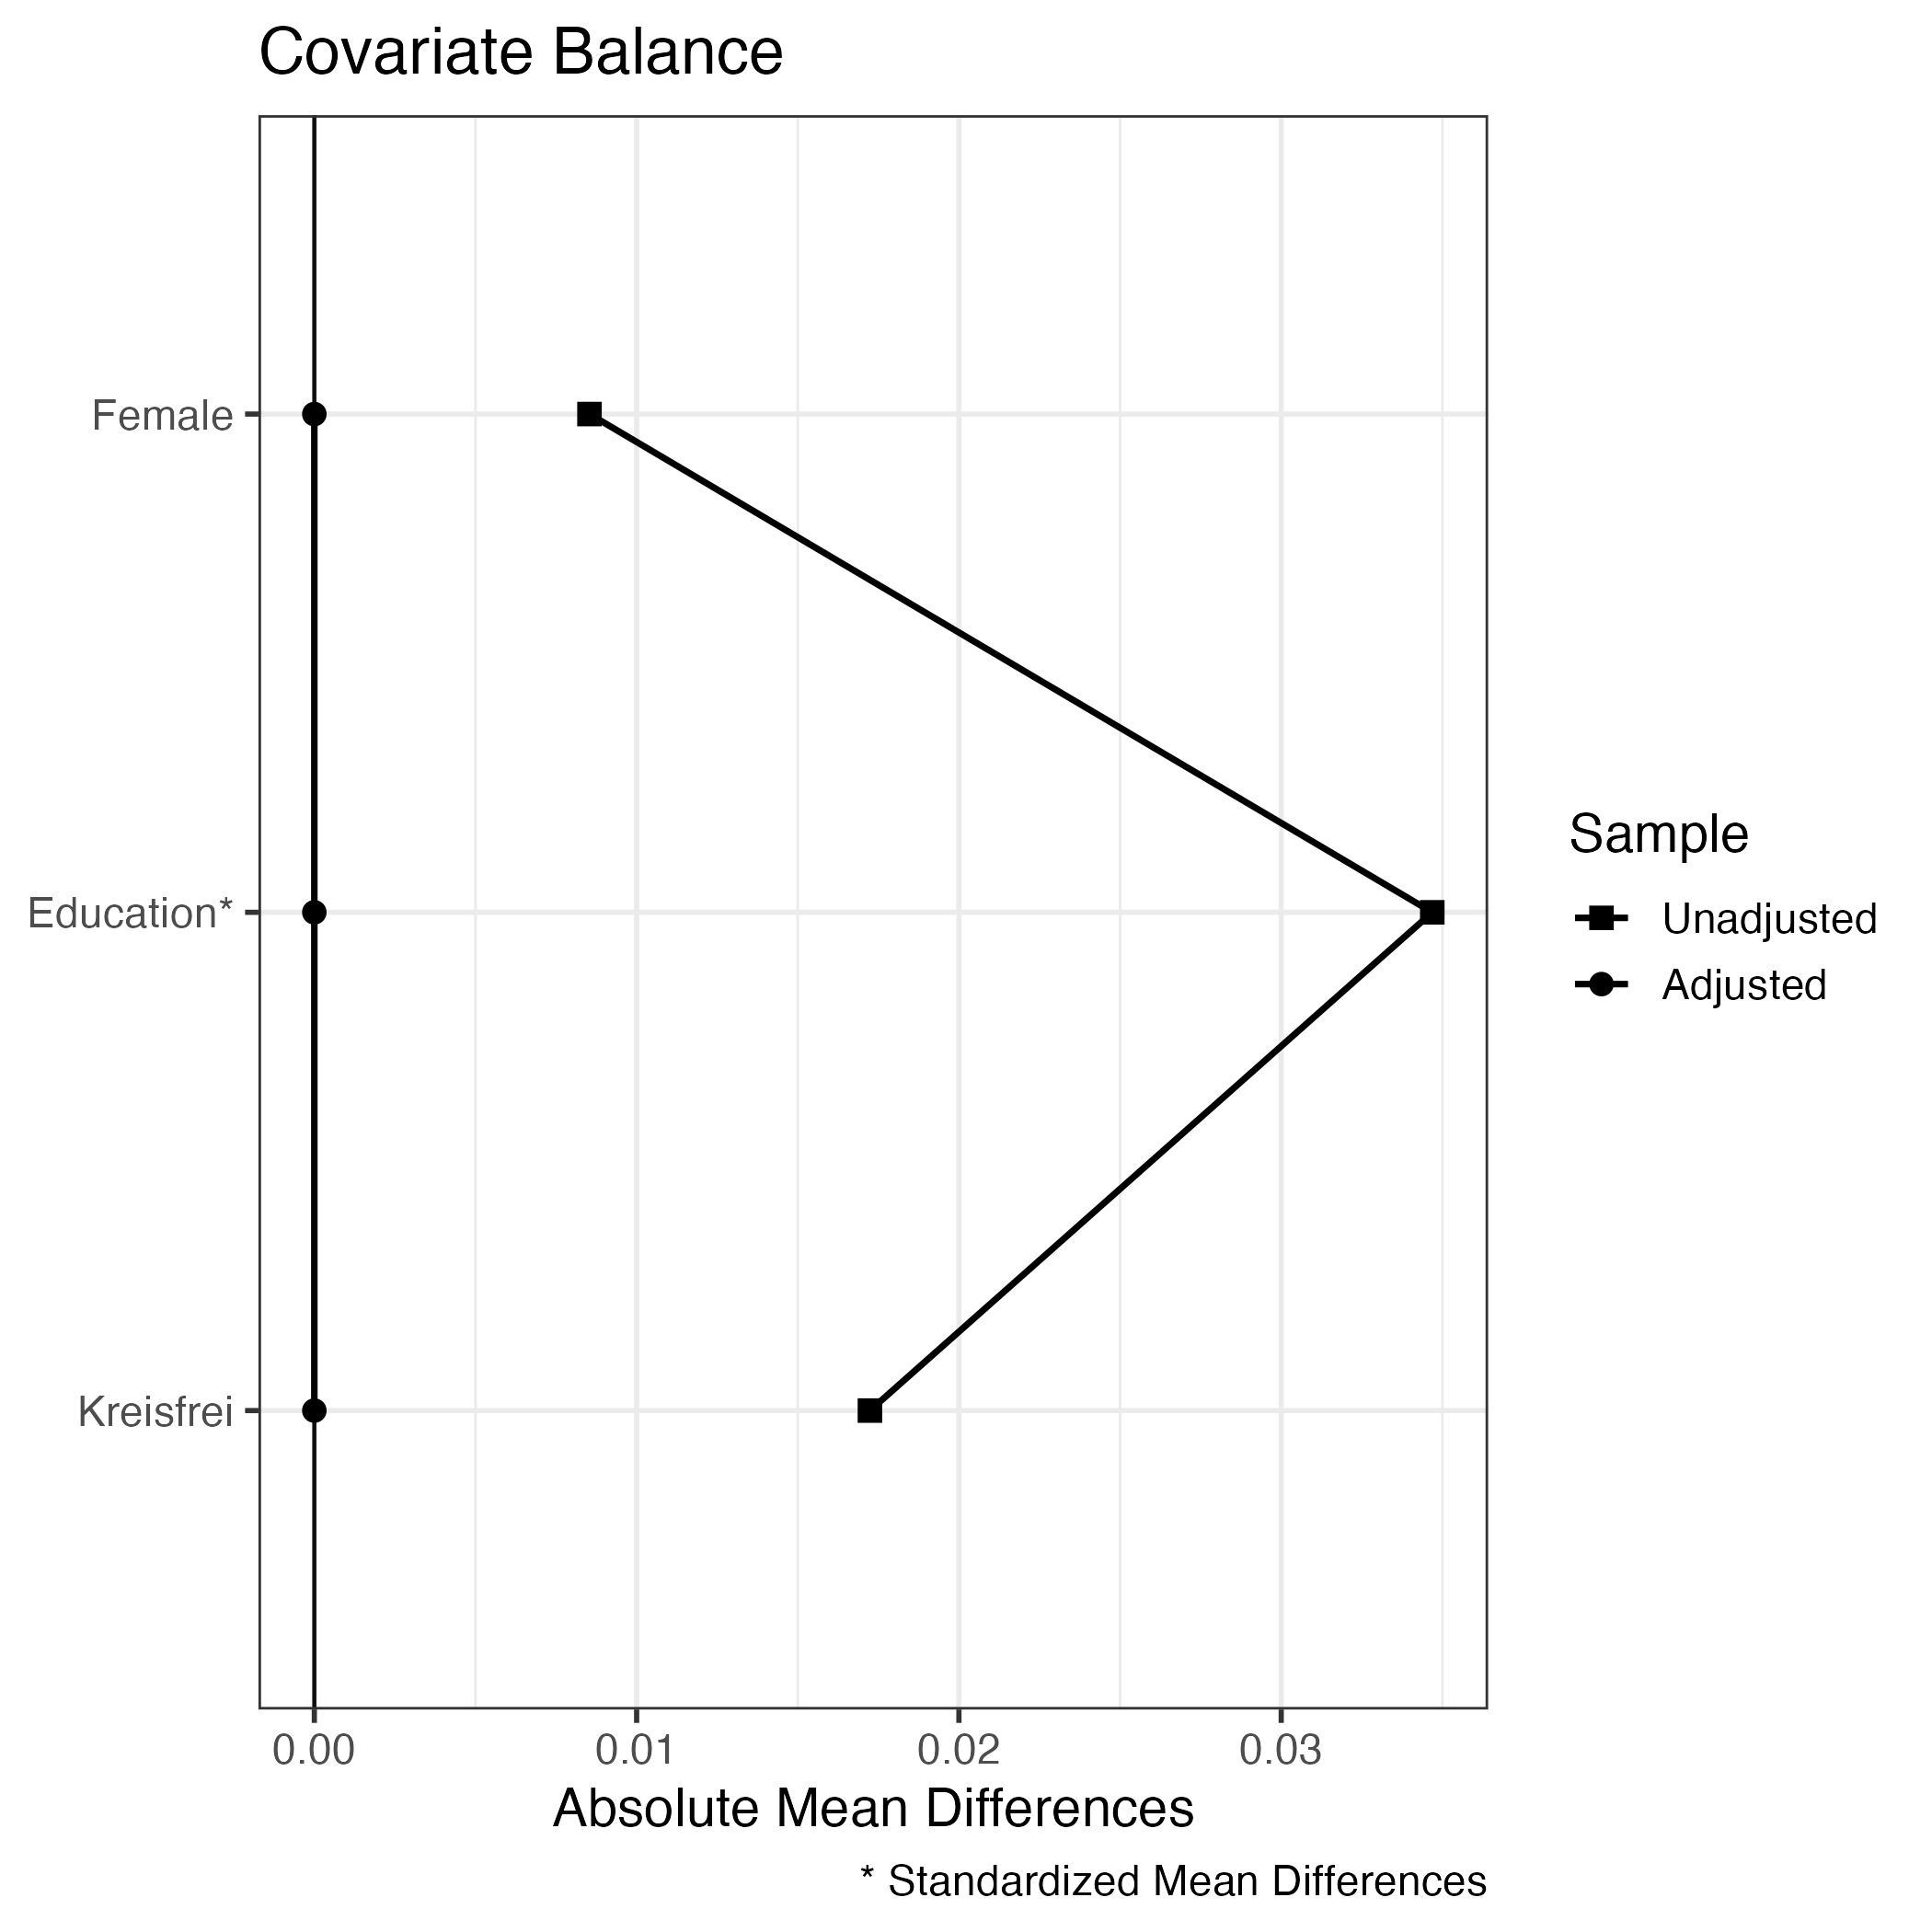 Covariate Balance
Female
Education*
Kreisfrei
0.00 0.01 0.02 0.03
Absolute Mean Differences
* Standardized Mean Differences
Sample
Unadjusted
Adjusted